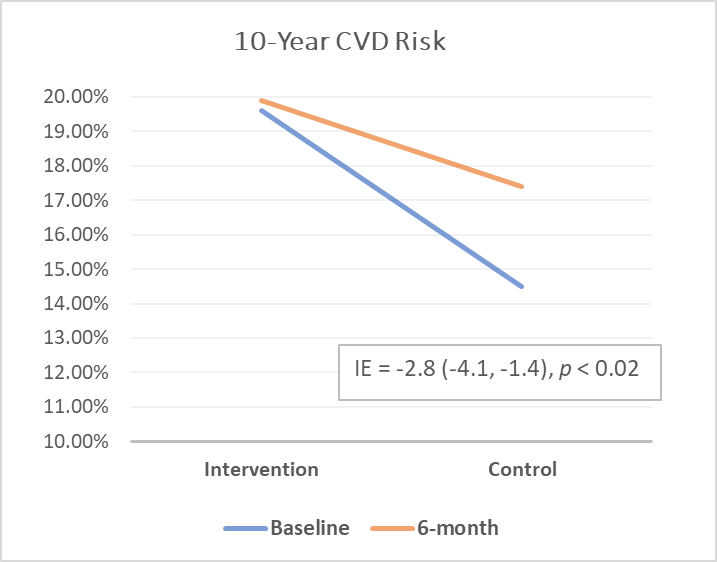 10-Year CVD Risk
20.00%
19.00%
18.00%
17.00%
16.00%
15.00%
14.00%
13.00%
12.00%
11.00%
10.00%
IE = -2.8 (-4.1, -1.4), p < 0.02
Intervention Control
Baseline 6-month